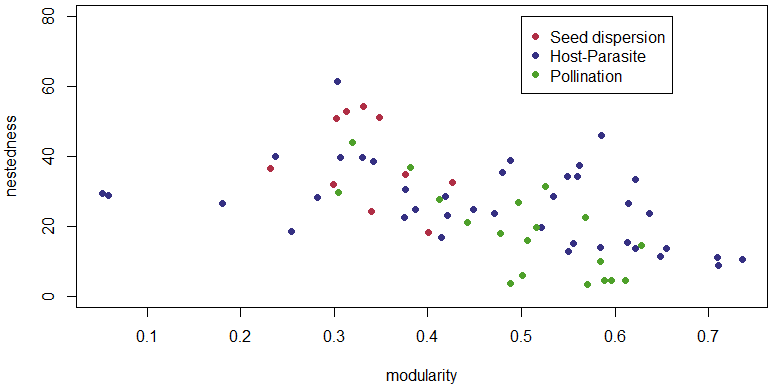 80
60
40
20
0
nestedness
Seed dispersion
Host-Parasite
Pollination
0.1 0.2 0.3 0.4 0.5 0.6 0.7
modularity